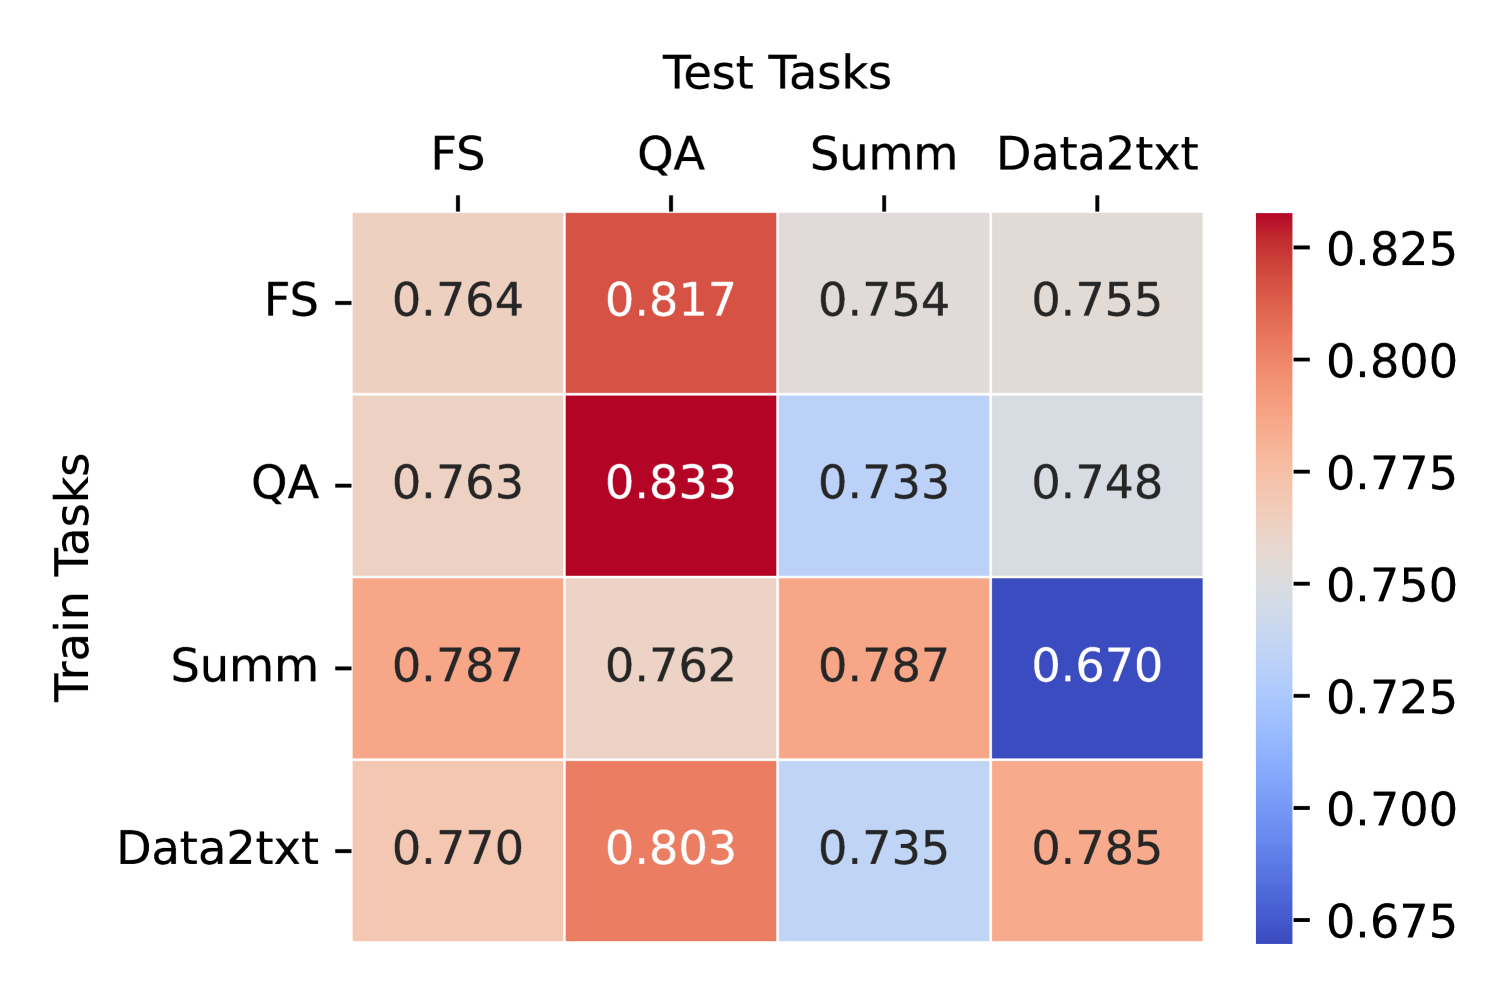 Test Tasks
FS QA Summ Data2txt
FS 0.764 0.817 0.754 0.755
QA 0.763 0.833 0.733 0.748
Summ 0.787 0.762 0.787 0.670
Data2txt 0.770 0.803 0.735 0.785
Train Tasks
0.825
0.800
0.775
0.750
0.725
0.700
0.675